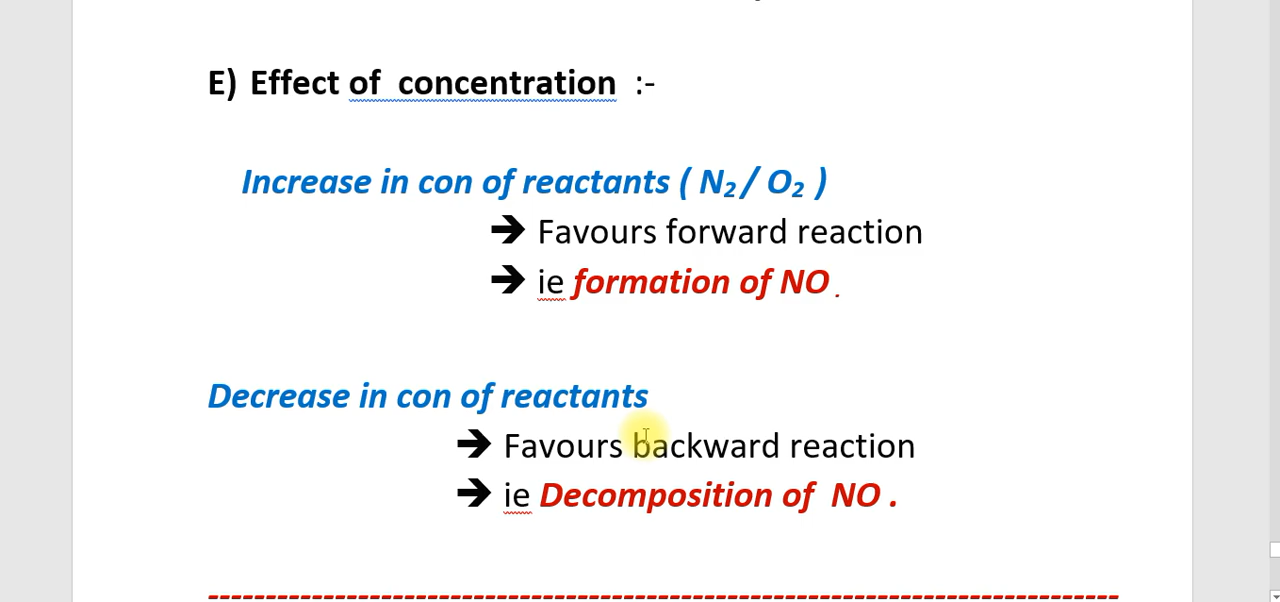 E) Effect of concentration :-
Increase in con of reactants ( N₂ / O₂ )
➔ Favours forward reaction
➔ ie formation of NO .
Decrease in con of reactants
➔ Favours backward reaction
➔ ie Decomposition of NO .